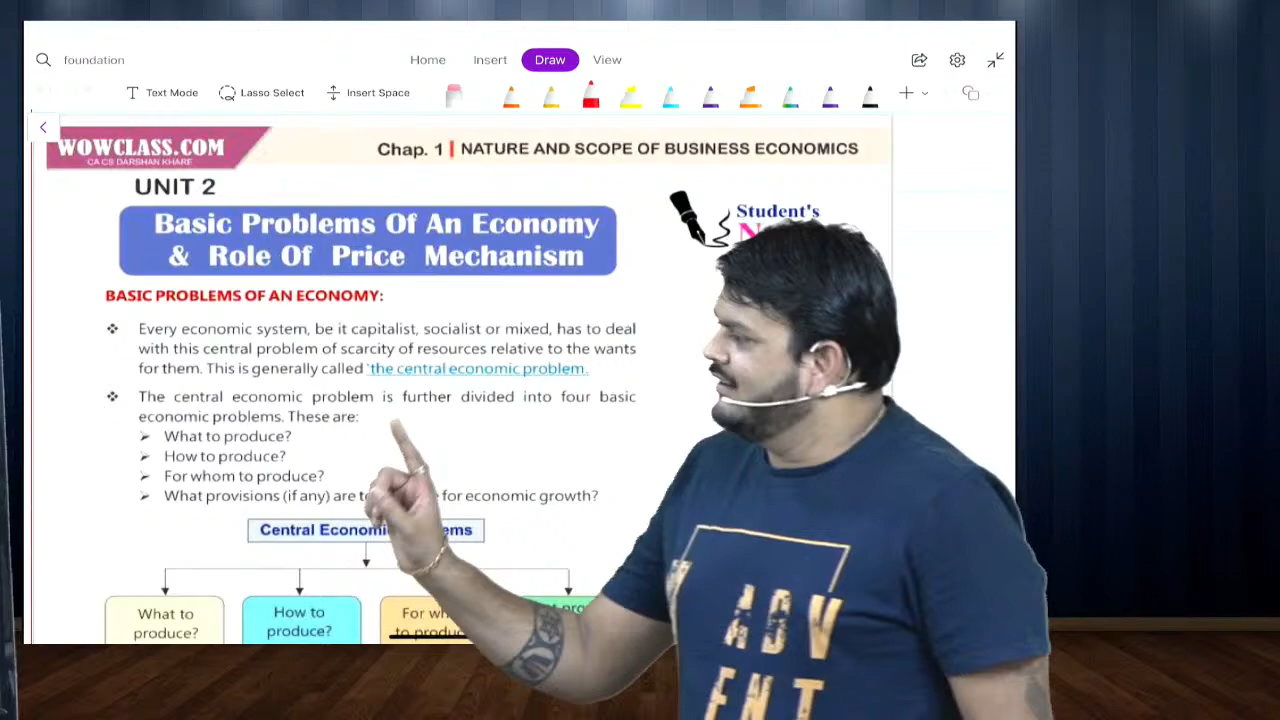 foundation
Home Insert Draw View
Text Mode Lasso Select Insert Space
WOWCLASS.COM
CA CS DARSHAN KHARE
Chap. 1 | NATURE AND SCOPE OF BUSINESS ECONOMICS
UNIT 2
Basic Problems Of An Economy
& Role Of Price Mechanism
Student's
BASIC PROBLEMS OF AN ECONOMY:
❖ Every economic system, be it capitalist, socialist or mixed, has to deal
with this central problem of scarcity of resources relative to the wants
for them. This is generally called 'the central economic problem.
❖ The central economic problem is further divided into four basic
economic problems. These are:
➢ What to produce?
➢ How to produce?
➢ For whom to produce?
➢ What provisions (if any) are for economic growth?
Central
What to
produce?
How to
produce?
For
to
ADV
ENT